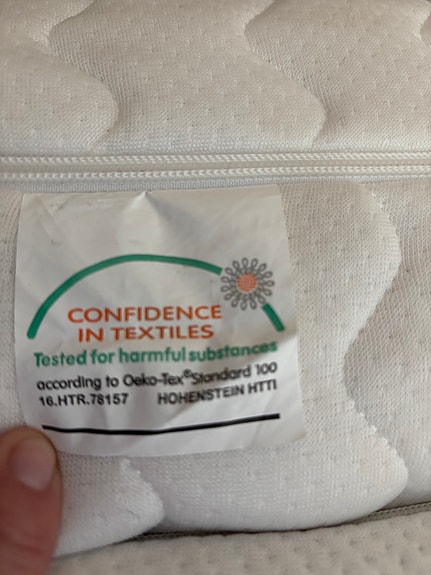 CONFIDENCE
IN TEXTILES
Tested for harmful substances
according to Oeko-Tex®Standard 100
16.HTR.78157 HOHENSTEIN HTTI